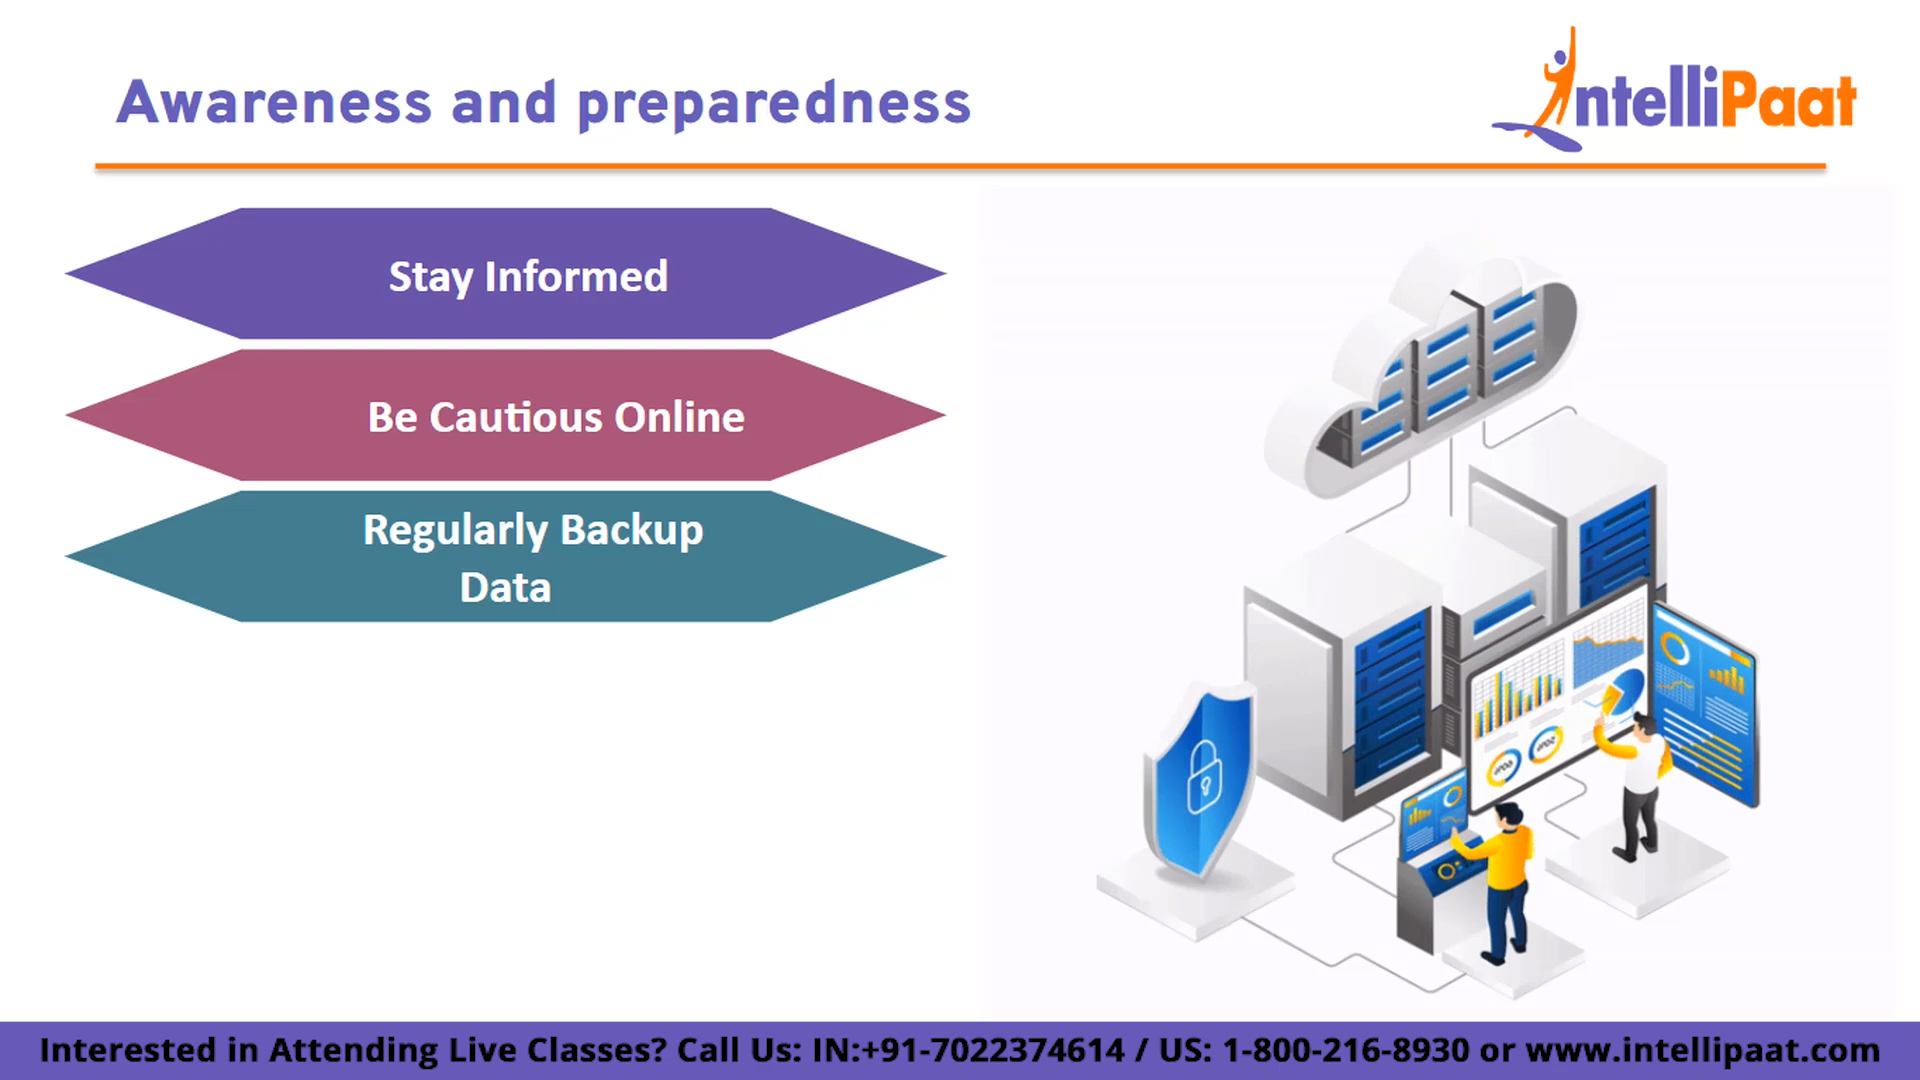 Awareness and preparedness
IntelliPaat
Stay Informed
Be Cautious Online
Regularly Backup
Data
Interested in Attending Live Classes? Call Us: IN:+91-7022374614 / US: 1-800-216-8930 or www.intellipaat.com